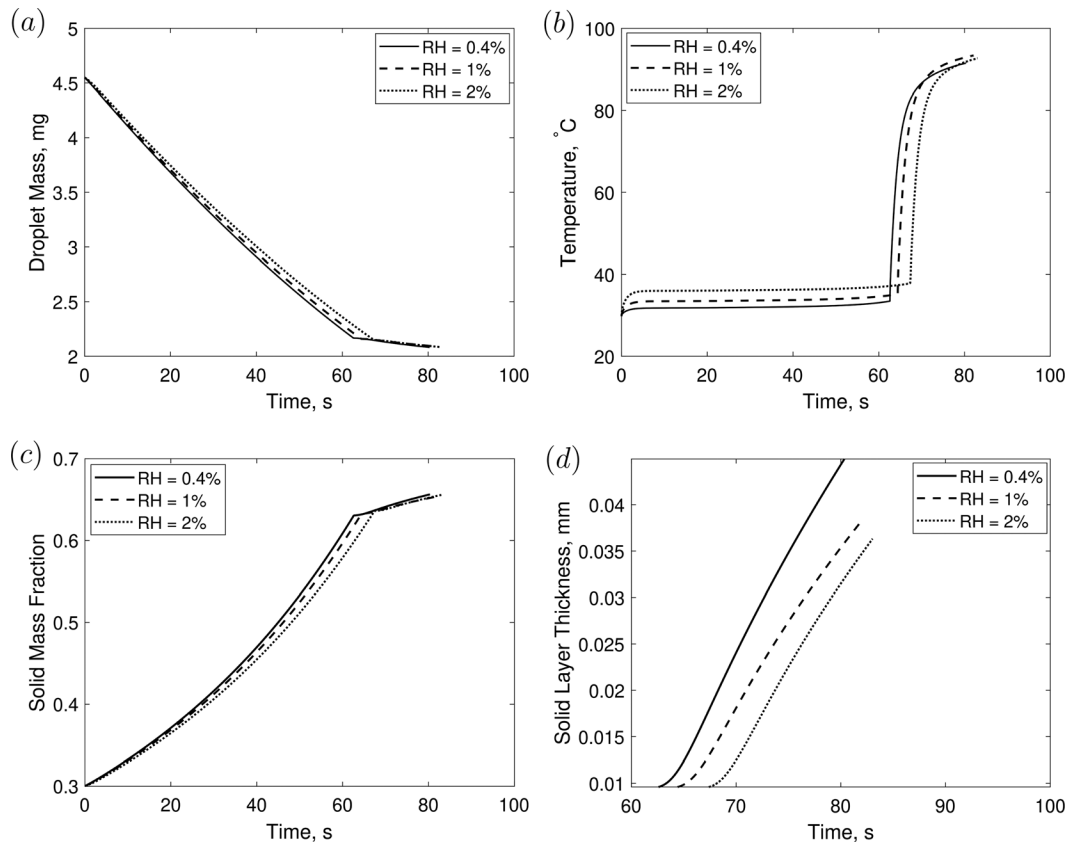 (a)
5
4.5
4
3.5
3
2.5
2
Droplet Mass, mg
RH = 0.4%
RH = 1%
RH = 2%
0 20 40 60 80 100
Time, s
(b)
100
80
60
40
20
Temperature, °C
RH = 0.4%
RH = 1%
RH = 2%
0 20 40 60 80 100
Time, s
(c)
0.7
0.6
0.5
0.4
0.3
Solid Mass Fraction
RH = 0.4%
RH = 1%
RH = 2%
0 20 40 60 80 100
Time, s
(d)
0.04
0.035
0.03
0.025
0.02
0.015
0.01
Solid Layer Thickness, mm
RH = 0.4%
RH = 1%
RH = 2%
60 70 80 90 100
Time, s